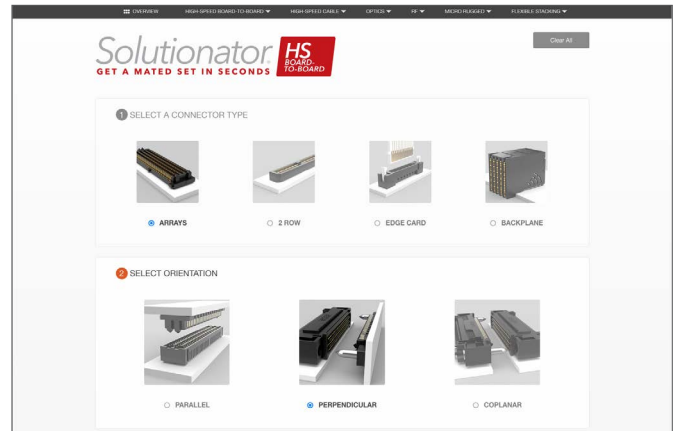 OVERVIEW HIGH-SPEED BOARD-TO-BOARD HIGH-SPEED CABLE OPTICS RF MICRO RUGGED FLEXIBLE STACKING
Solutionator
HS
BOARD-
TO-BOARD
GET A MATED SET IN SECONDS
Clear All
1 SELECT A CONNECTOR TYPE
ARRAYS 2 ROW EDGE CARD BACKPLANE
2 SELECT ORIENTATION
PARALLEL PERPENDICULAR COPLANAR